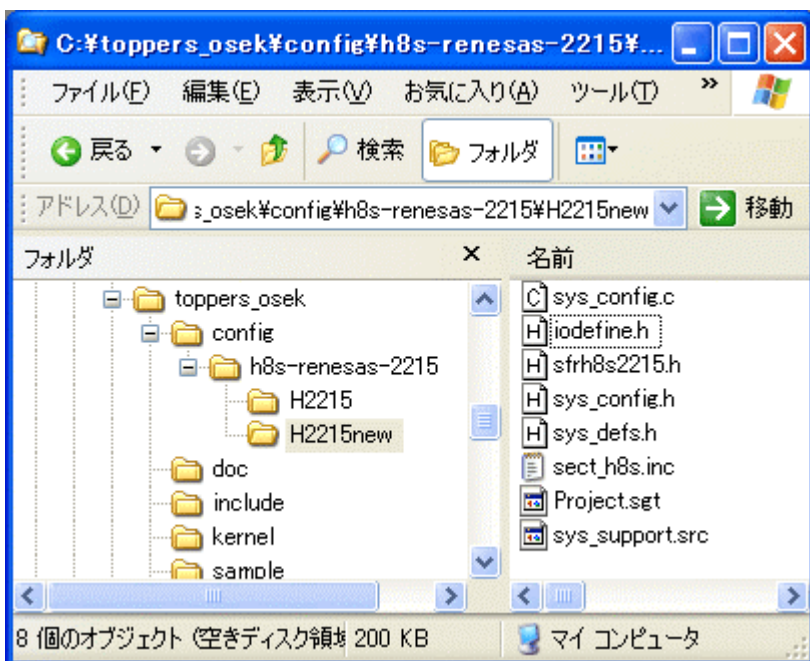 C:¥toppers_osek¥config¥h8s-renesas-2215¥...
ファイル(F) 編集(E) 表示(V) お気に入り(A) ツール(T) »
戻る 検索 フォルダ
アドレス(D) s_osek¥config¥h8s-renesas-2215¥H2215new 移動
フォルダ × 名前
toppers_osek
config
h8s-renesas-2215
H2215
H2215new
doc
include
kernel
sample
sys_config.c
iodefine.h
sfrh8s2215.h
sys_config.h
sys_defs.h
sect_h8s.inc
Project.sgt
sys_support.src
8 個のオブジェクト (空きディスク領域 200 KB マイ コンピュータ